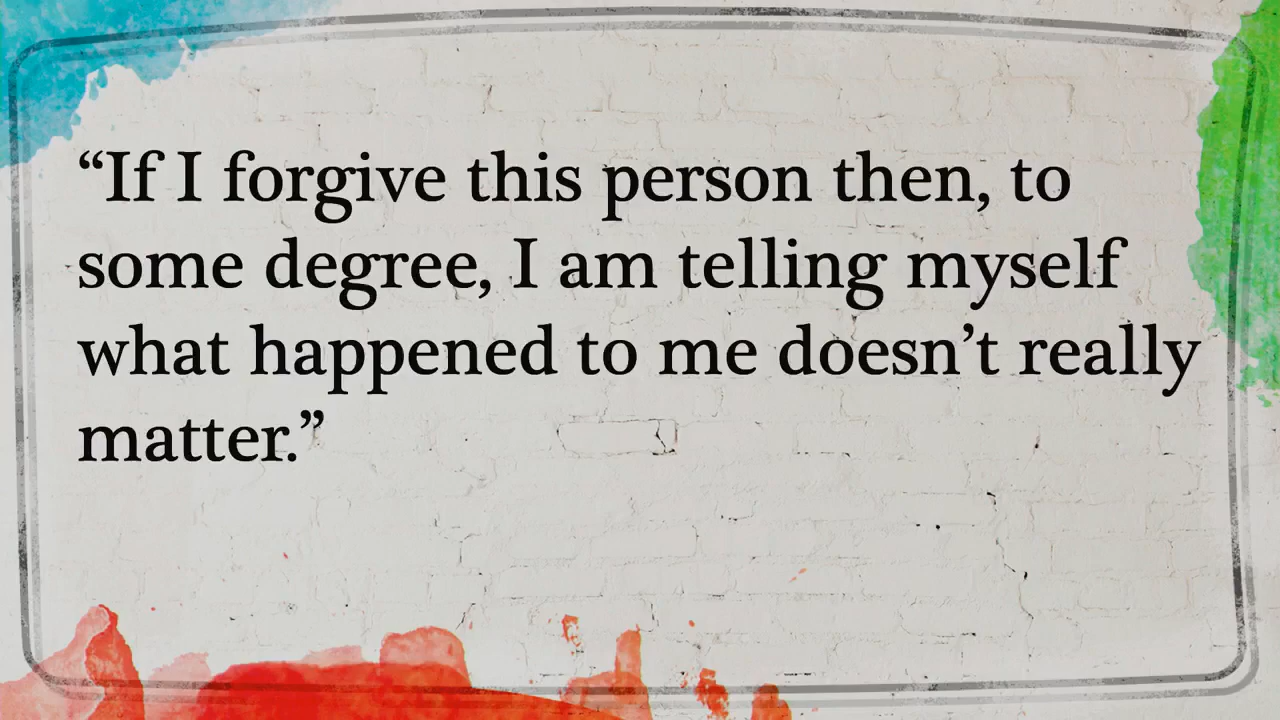 “If I forgive this person then, to
some degree, I am telling myself
what happened to me doesn’t really
matter.”